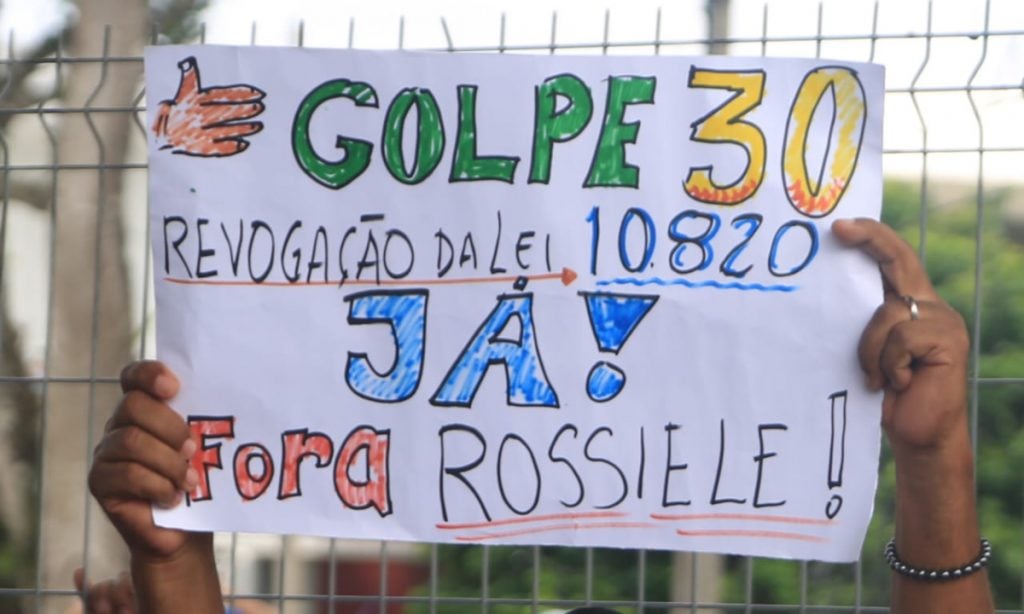 GOLPE 30
REVOGAÇÃO DA LEI 10.820
JÁ!
FORA ROSSIELE!